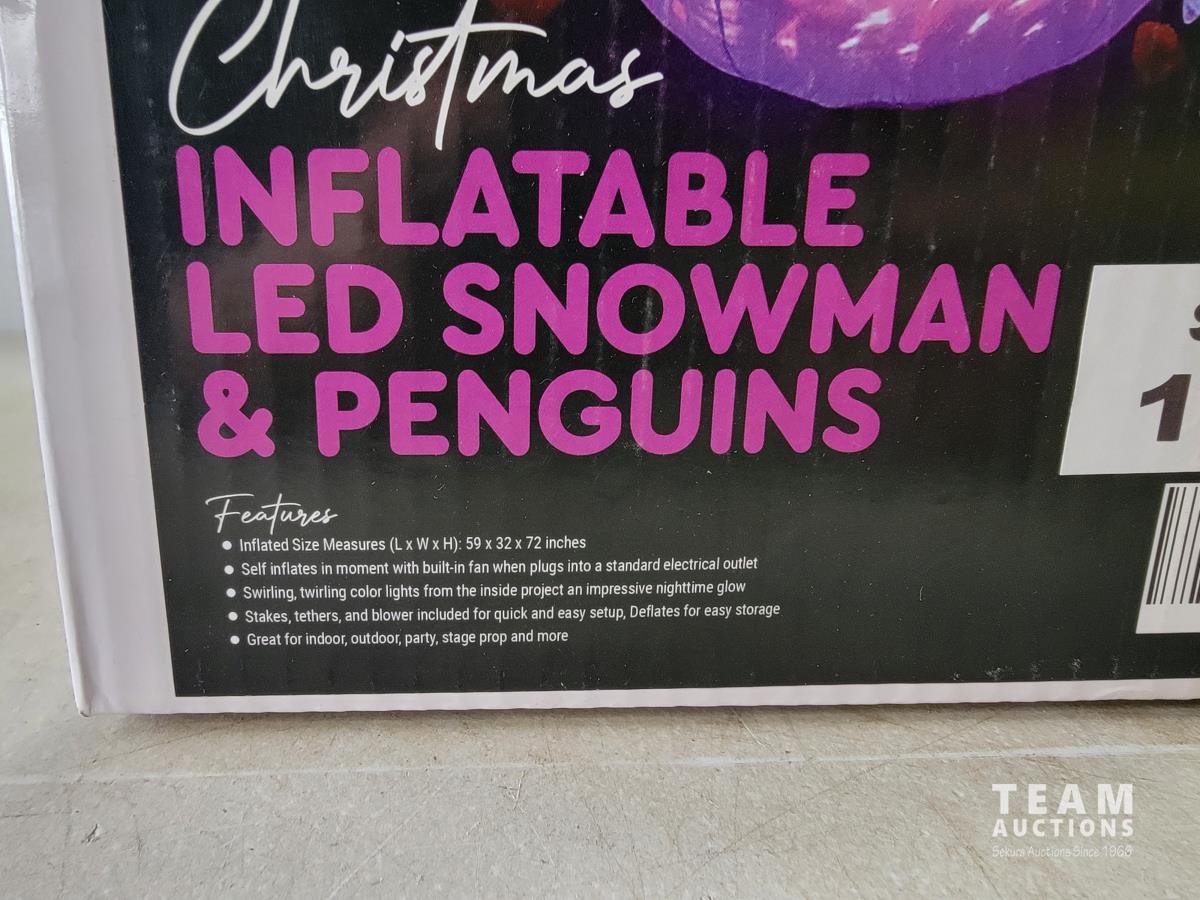 Christmas
INFLATABLE
LED SNOWMAN
& PENGUINS
Features
• Inflated Size Measures (L x W x H): 59 x 32 x 72 inches
• Self inflates in moment with built-in fan when plugs into a standard electrical outlet
• Swirling, twirling color lights from the inside project an impressive nighttime glow
• Stakes, tethers, and blower included for quick and easy setup, Deflates for easy storage
• Great for indoor, outdoor, party, stage prop and more
1
TEAM
AUCTIONS
Sekura Auctions Since 1966